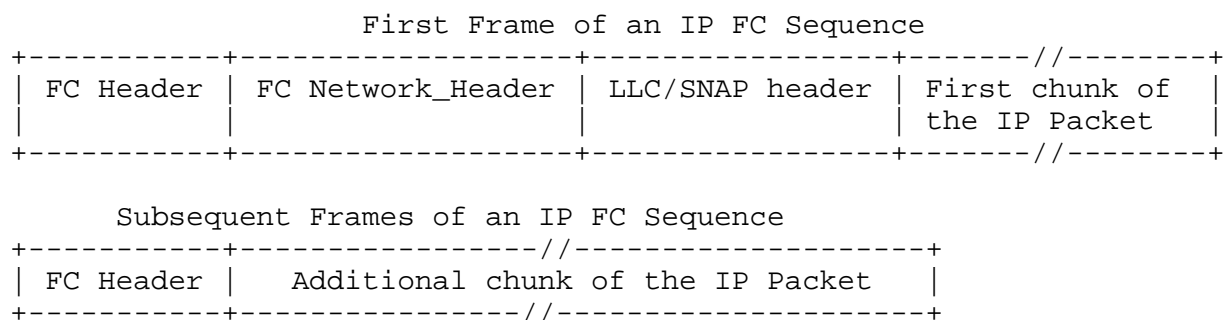 First Frame of an IP FC Sequence
+-----------+-------------------+-----------------+-------//--------+
| FC Header | FC Network_Header | LLC/SNAP header | First chunk of  |
|           |                   |                 | the IP Packet   |
+-----------+-------------------+-----------------+-------//--------+
Subsequent Frames of an IP FC Sequence
+-----------+-----------------//--------------------+
| FC Header |   Additional chunk of the IP Packet   |
+-----------+----------------//---------------------+